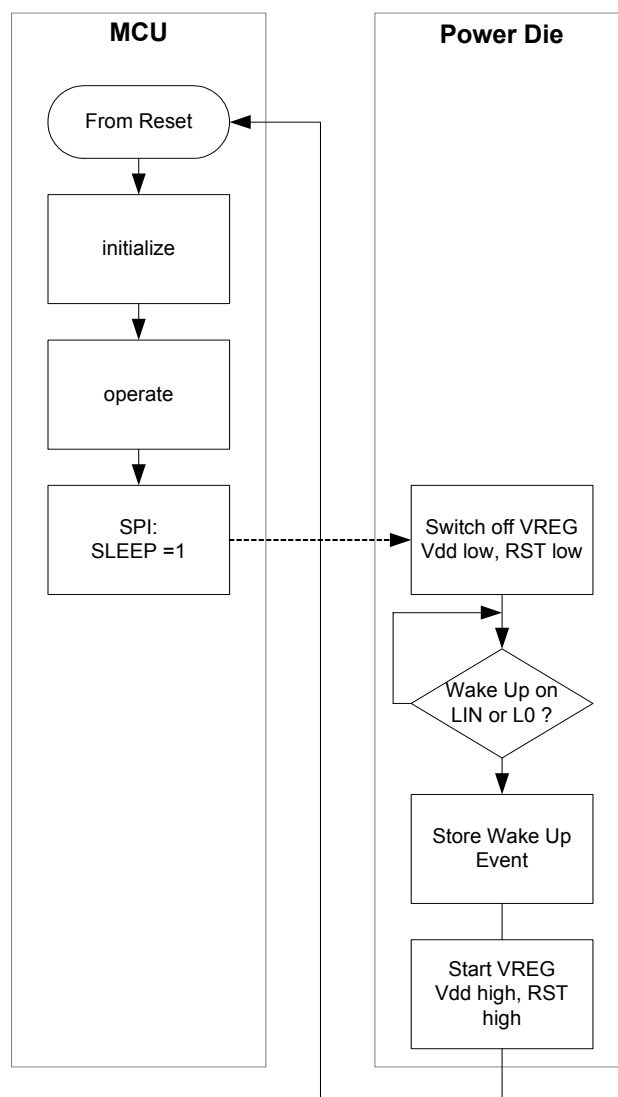 MCU
From Reset
initialize
operate
SPI:
SLEEP =1
Power Die
Switch off VREG
Vdd low, RST low
Wake Up on
LIN or L0 ?
Store Wake Up
Event
Start VREG
Vdd high, RST
high